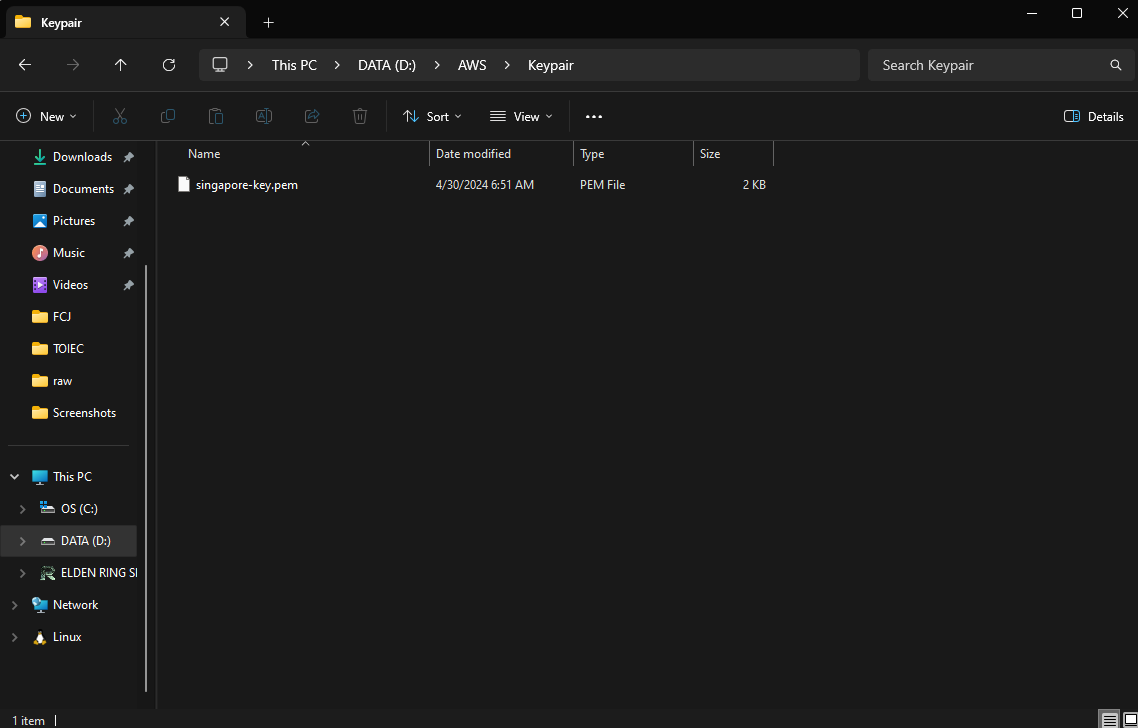 Keypair
This PC
DATA (D:)
AWS
Keypair
Search Keypair
New
Sort
View
Details
Downloads
Documents
Pictures
Music
Videos
FCJ
TOIEC
raw
Screenshots
This PC
OS (C:)
DATA (D:)
ELDEN RING
Network
Linux
Name
Date modified
Type
Size
singapore-key.pem
4/30/2024 6:51 AM
PEM File
2 KB
1 item